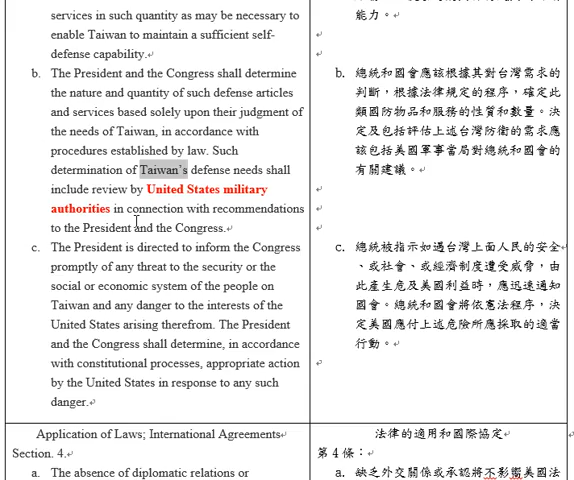 services in such quantity as may be necessary to
enable Taiwan to maintain a sufficient self-
defense capability.
b. The President and the Congress shall determine
the nature and quantity of such defense articles
and services based solely upon their judgment of
the needs of Taiwan, in accordance with
procedures established by law. Such
determination of Taiwan's defense needs shall
include review by United States military
authorities in connection with recommendations
to the President and the Congress.
c. The President is directed to inform the Congress
promptly of any threat to the security or the
social or economic system of the people on
Taiwan and any danger to the interests of the
United States arising therefrom. The President
and the Congress shall determine, in accordance
with constitutional processes, appropriate action
by the United States in response to any such
danger.
能力。
b. 總統和國會應該根據其對台灣需求的
判斷,根據法律規定的程序,確定此
類國防物品和服務的性質和數量。決
定及包括評估上述台灣防衛的需求應
該包括美國軍事當局對總統和國會的
有關建議。
c. 總統被指示如遇台灣上面人民的安全
、或社會、或經濟制度遭受威脅,由
此產生危及美國利益時,應迅速通知
國會。總統和國會將依憲法程序,決
定美國應付上述危險所應採取的適當
行動。
Application of Laws; International Agreements
Section. 4.
a. The absence of diplomatic relations or
法律的適用和國際協定
第 4 條:
a. 缺乏外交關係或承認將不影響美國法